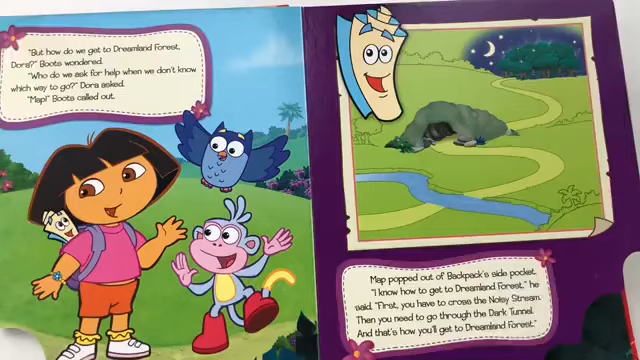 "But how do we get to Dreamland Forest,
Dora?" Boots wondered.
"Who do we ask for help when we don't know
which way to go?" Dora asked.
"Map!" Boots called out.
Map popped out of Backpack's side pocket.
"I know how to get to Dreamland Forest," he
said. "First, you have to cross the Noisy Stream.
Then you need to go through the Dark Tunnel.
And that's how you'll get to Dreamland Forest."